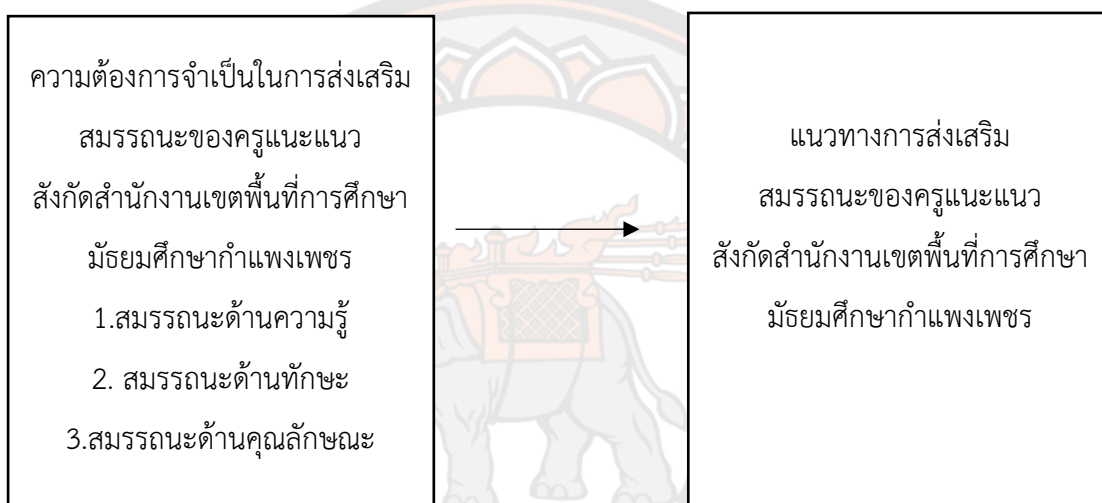 ความต้องการจำเป็นในการส่งเสริม
สมรรถนะของครูแนะแนว
สังกัดสำนักงานเขตพื้นที่การศึกษา
มัธยมศึกษากำแพงเพชร
1.สมรรถนะด้านความรู้
2. สมรรถนะด้านทักษะ
3.สมรรถนะด้านคุณลักษณะ
แนวทางการส่งเสริม
สมรรถนะของครูแนะแนว
สังกัดสำนักงานเขตพื้นที่การศึกษา
มัธยมศึกษากำแพงเพชร